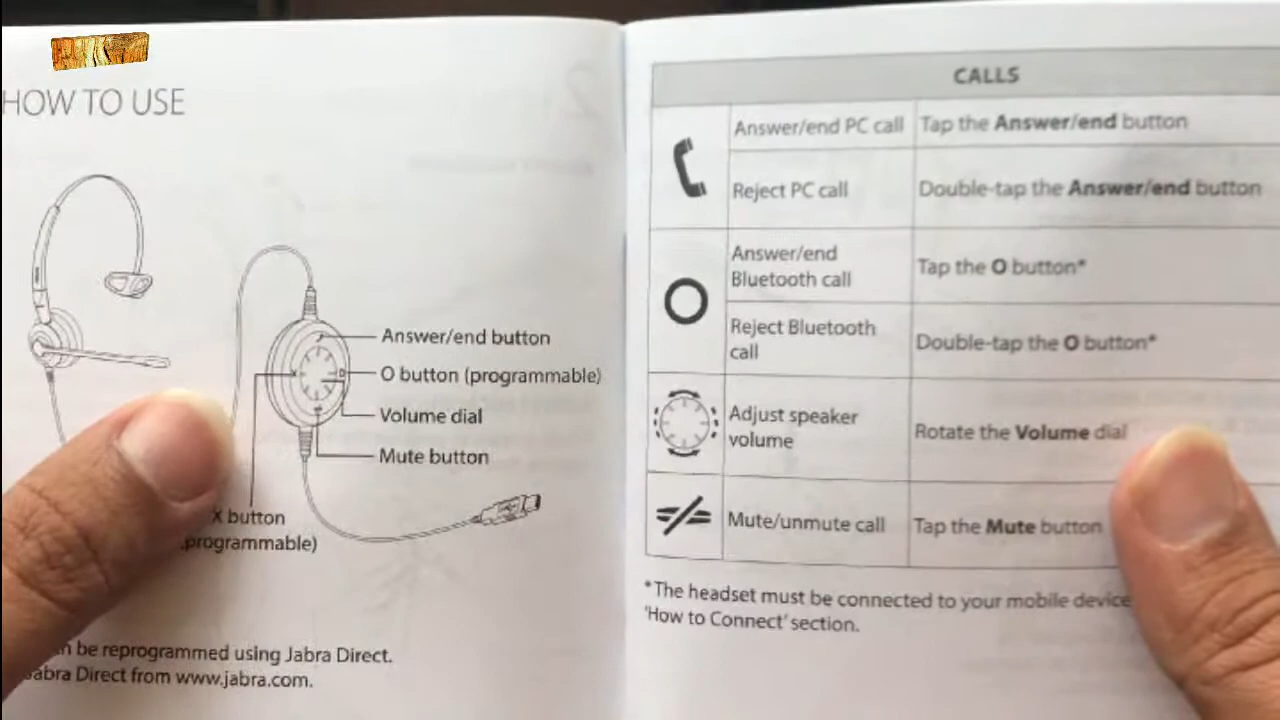 HOW TO USE
Answer/end button
O button (programmable)
Volume dial
Mute button
X button
programmable)
be reprogrammed using Jabra Direct.
Jabra Direct from www.jabra.com.
CALLS
Answer/end PC call Tap the Answer/end button
Reject PC call Double-tap the Answer/end button
Answer/end
Bluetooth call
Tap the O button*
Reject Bluetooth
call
Double-tap the O button*
Adjust speaker
volume
Rotate the Volume dial
Mute/unmute call Tap the Mute button
*The headset must be connected to your mobile device
'How to Connect' section.